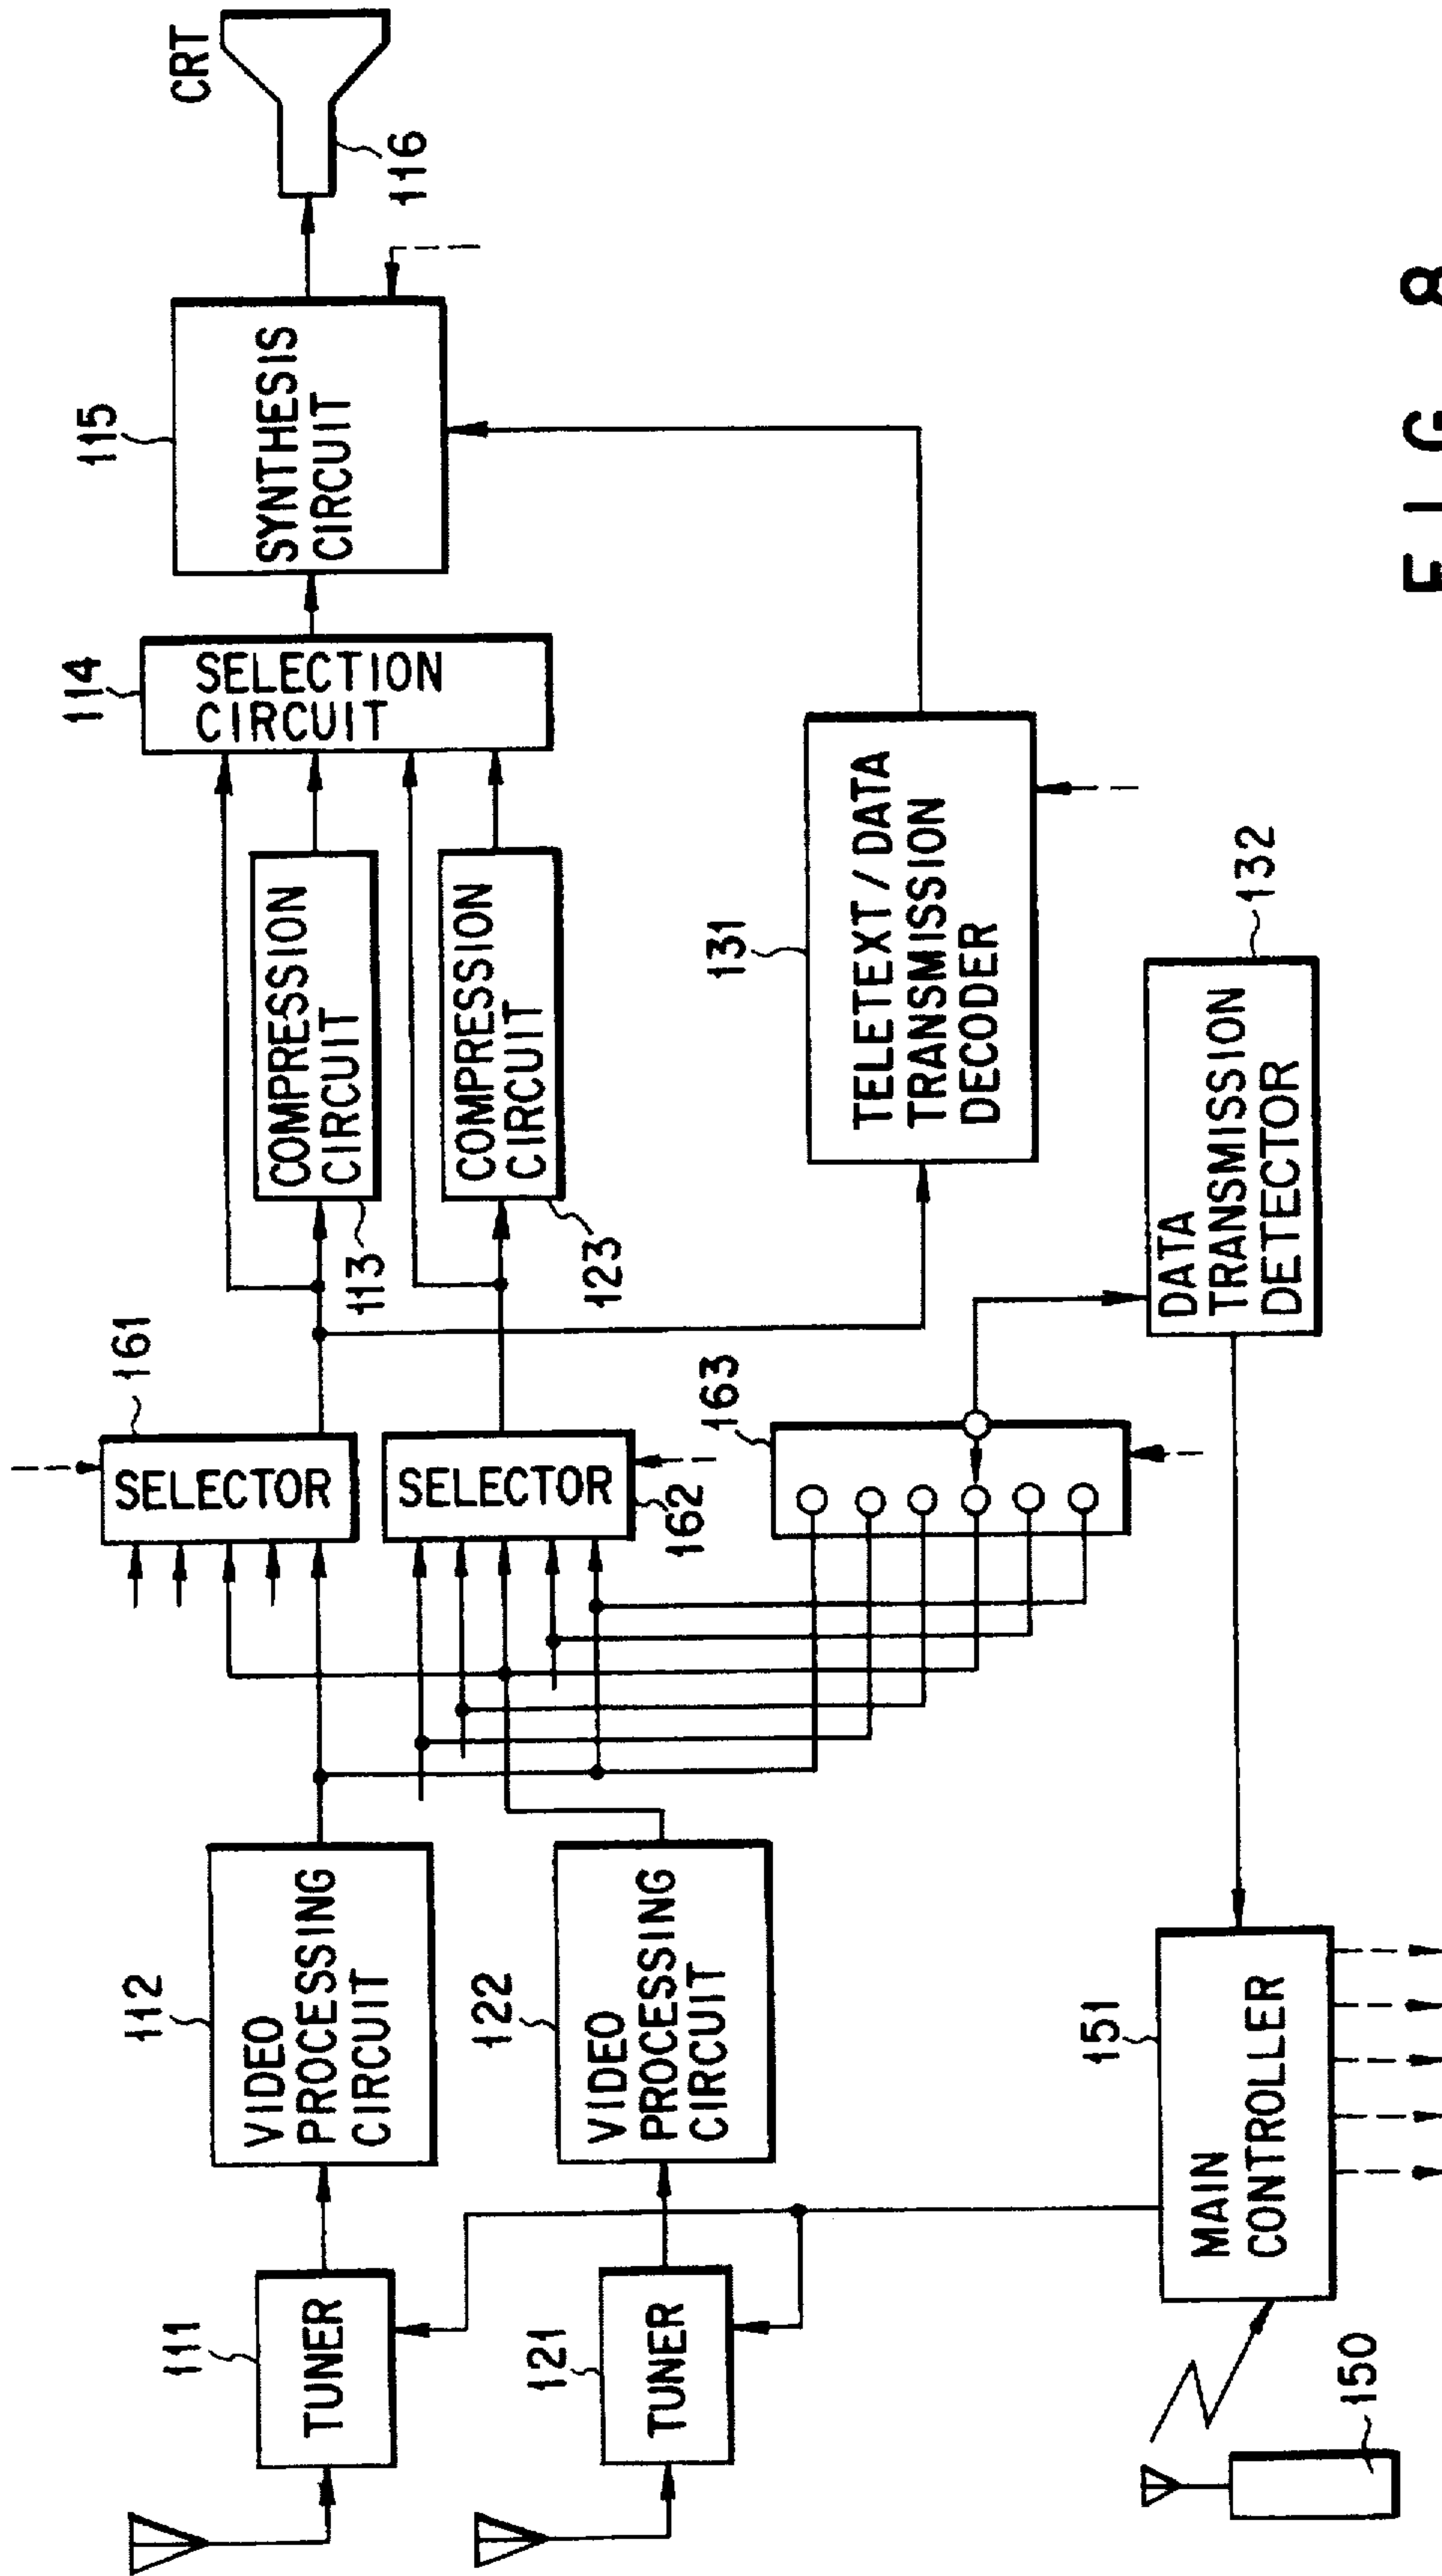 111
TUNER
112
VIDEO
PROCESSING
CIRCUIT
161
SELECTOR
113
COMPRESSION
CIRCUIT
114
SELECTION
CIRCUIT
115
SYNTHESIS
CIRCUIT
CRT
116
121
TUNER
122
VIDEO
PROCESSING
CIRCUIT
SELECTOR
162
123
COMPRESSION
CIRCUIT
163
131
TELETEXT / DATA
TRANSMISSION
DECODER
150
151
MAIN
CONTROLLER
DATA
TRANSMISSION
DETECTOR
132
F I G 8